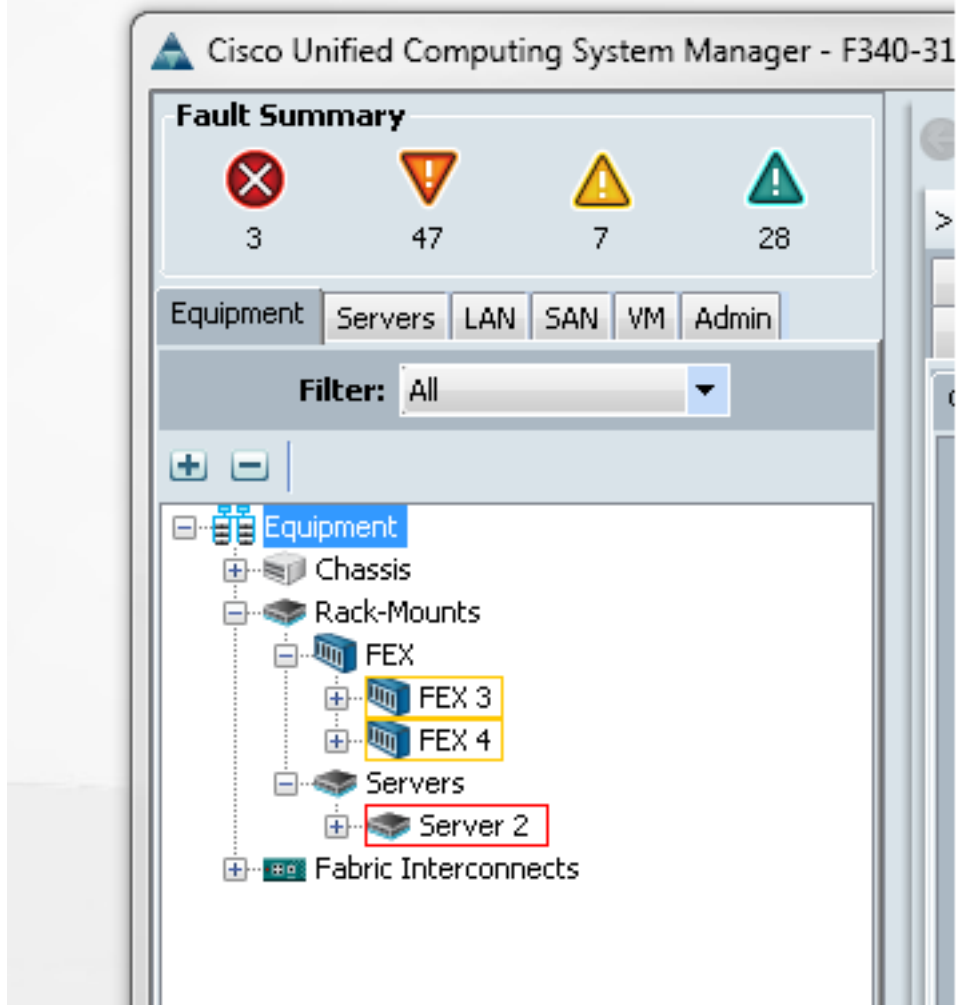 Cisco Unified Computing System Manager - F340-31
Fault Summary
3 47 7 28
Equipment Servers LAN SAN VM Admin
Filter: All
Equipment
Chassis
Rack-Mounts
FEX
FEX 3
FEX 4
Servers
Server 2
Fabric Interconnects